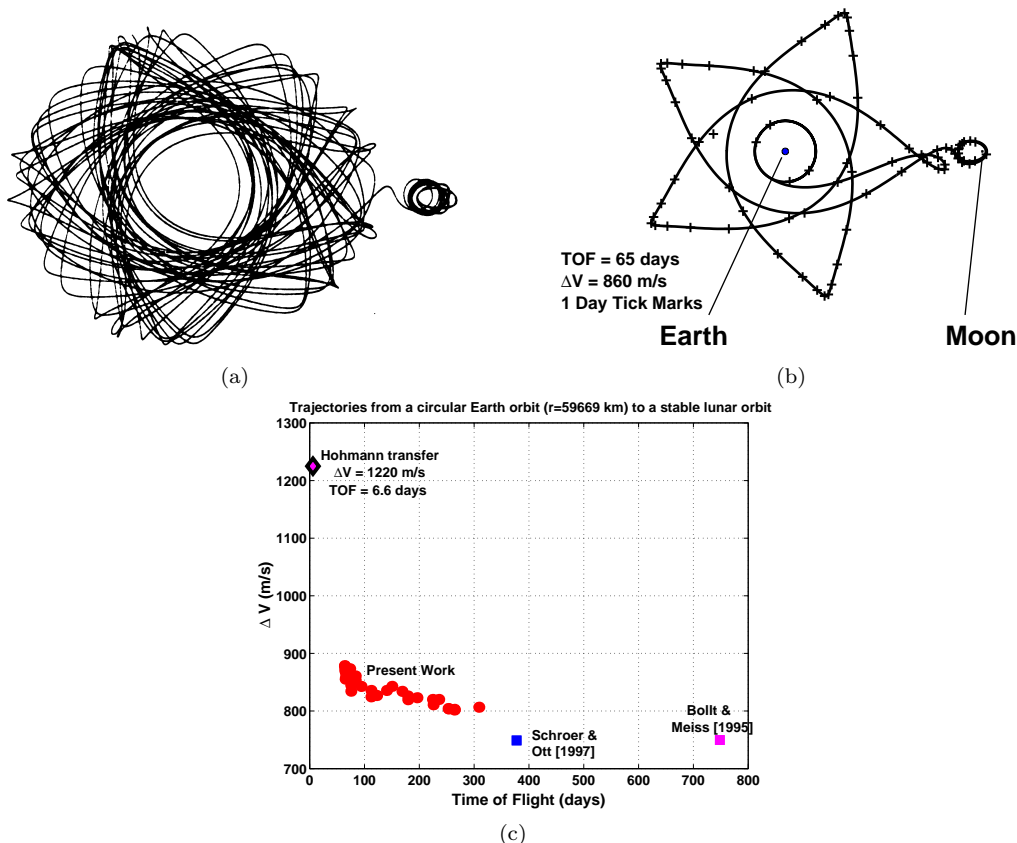 TOF = 65 days
ΔV = 860 m/s
1 Day Tick Marks
Earth
Moon
(a)
(b)
Trajectories from a circular Earth orbit (r=59669 km) to a stable lunar orbit
1300
1200
1100
1000
900
800
700
Δ V (m/s)
Hohmann transfer
ΔV = 1220 m/s
TOF = 6.6 days
Present Work
Schroer &
Ott [1997]
Bollt &
Meiss [1995]
0
100
200
300
400
500
600
700
800
Time of Flight (days)
(c)